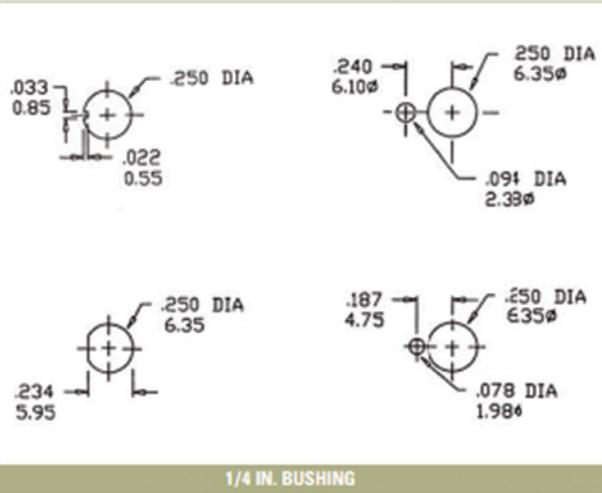 .033
0.85
.250 DIA
.022
0.55
.240
6.10ø
.250 DIA
6.35ø
.094 DIA
2.38ø
.250 DIA
6.35
.234
5.95
.187
4.75
.250 DIA
6.35ø
.078 DIA
1.98ø
1/4 IN. BUSHING